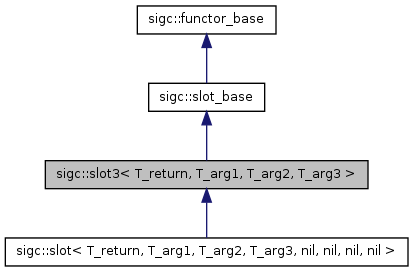 sigc::functor_base
sigc::slot_base
sigc::slot3< T_return, T_arg1, T_arg2, T_arg3 >
sigc::slot< T_return, T_arg1, T_arg2, T_arg3, nil, nil, nil, nil >